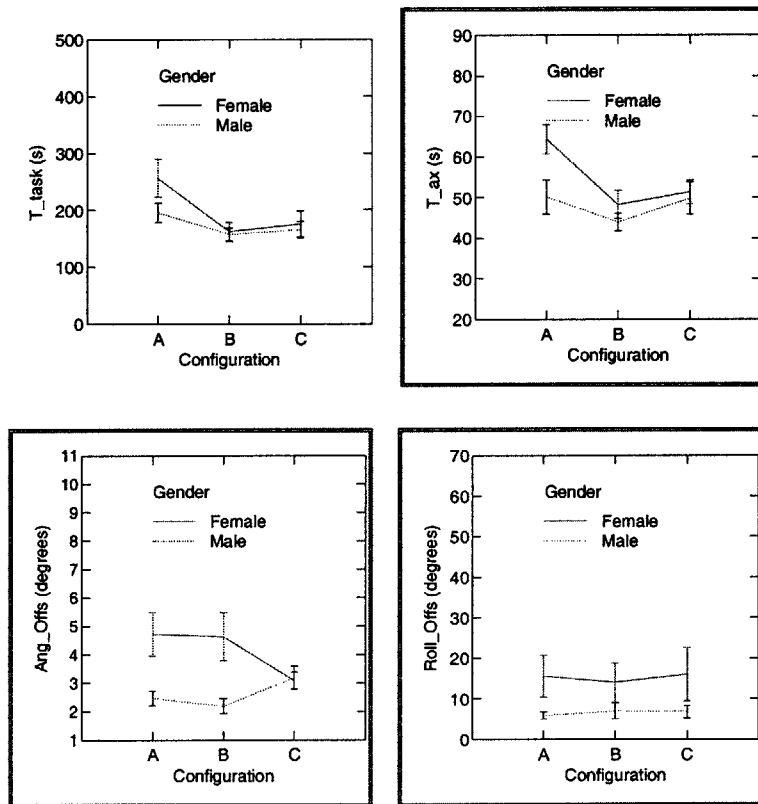 500
400
300
200
100
0
T_task (s)
Gender
Female
Male
A B C
Configuration
90
80
70
60
50
40
30
20
T_ax (s)
Gender
Female
Male
A B C
Configuration
11
10
9
8
7
6
5
4
3
2
1
Ang_Offs (degrees)
Gender
Female
Male
A B C
Configuration
70
60
50
40
30
20
10
0
Roll_Offs (degrees)
Gender
Female
Male
A B C
Configuration